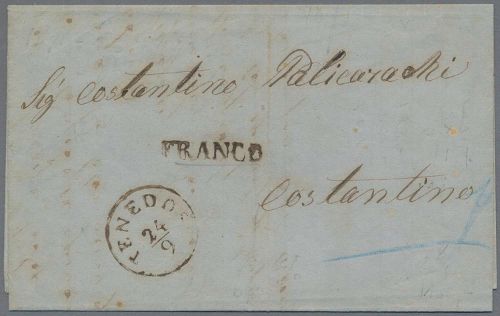 Sig Costantino Palicarachi
FRANCO
Costantino
TENEDOS
24/9